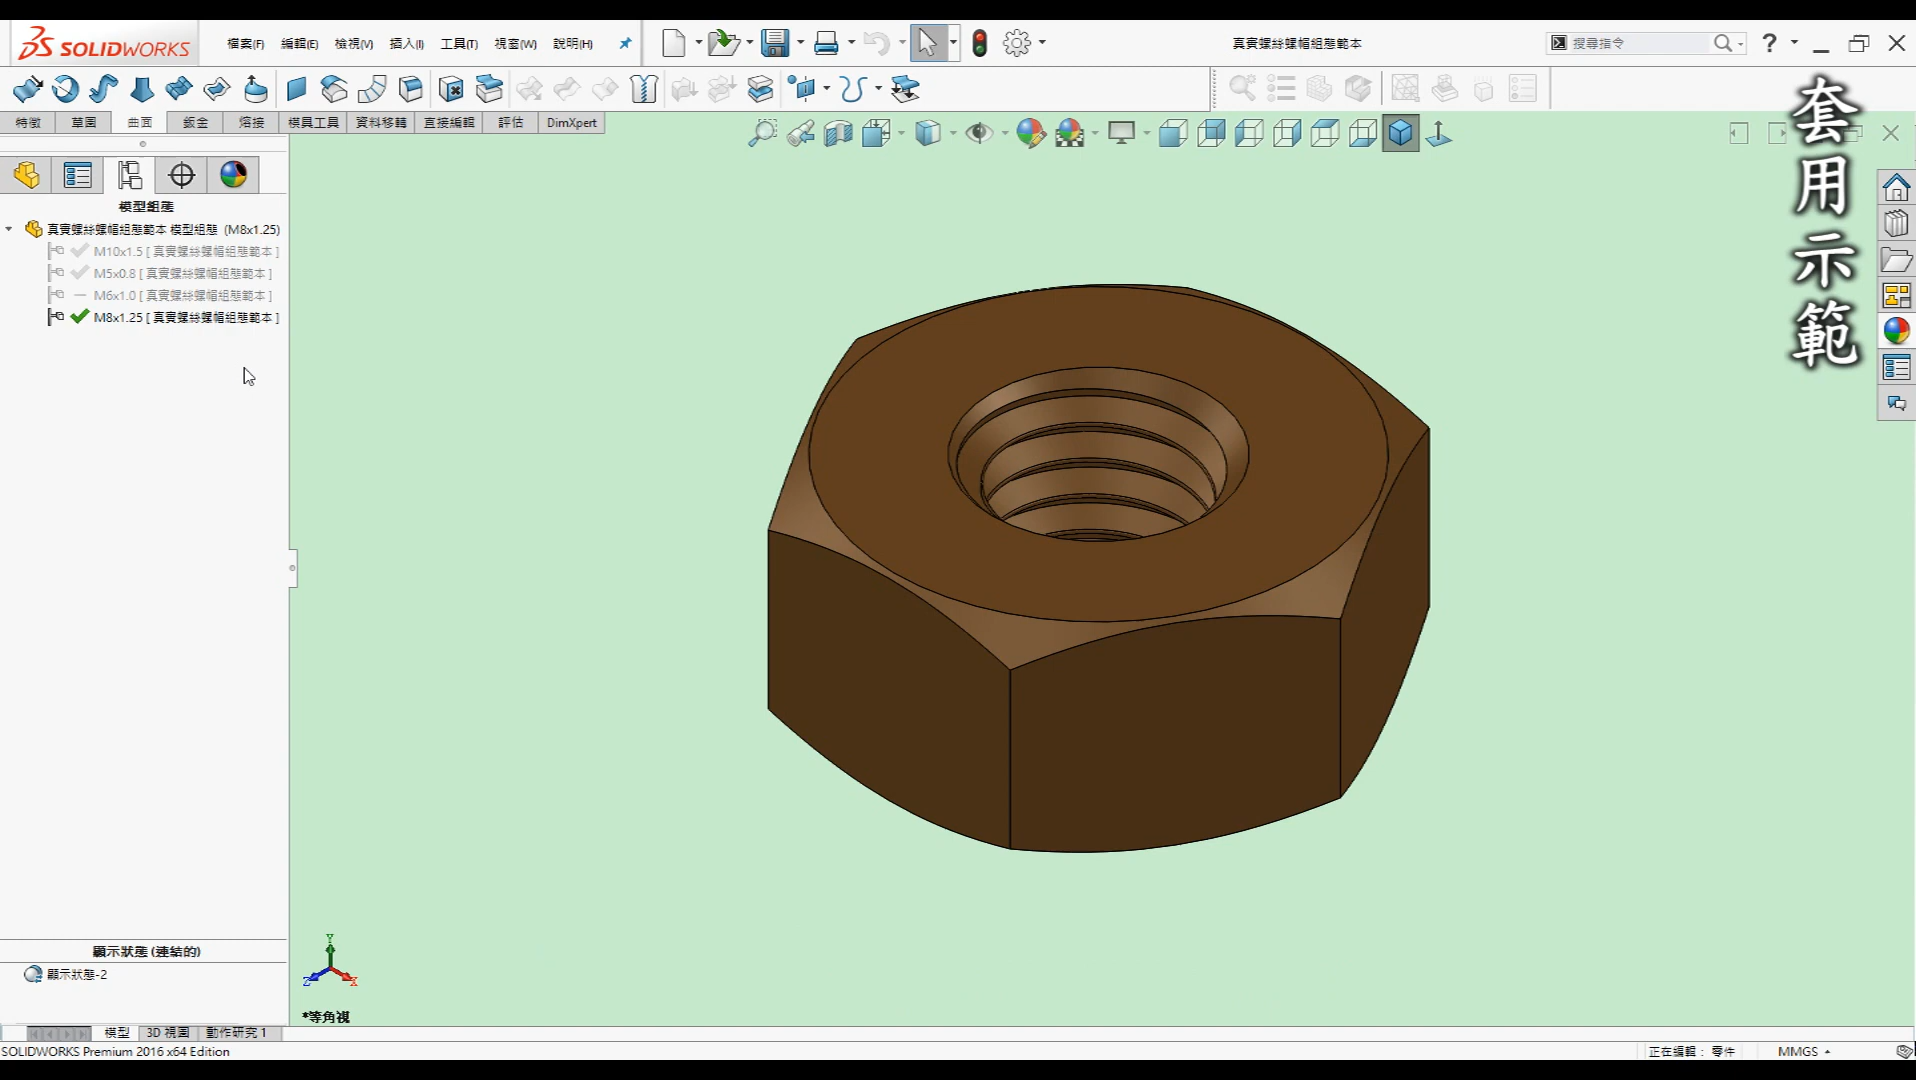 SOLIDWORKS 檔案(F) 編輯(E) 檢視(V) 插入(I) 工具(T) 視窗(W) 說明(H) 真實螺絲螺帽組態範本 搜尋指令
特徵 草圖 曲面 鈑金 熔接 模具工具 資料移轉 直接編輯 評估 DimXpert
套用示範
模型組態
真實螺絲螺帽組態範本 模型組態 (M8x1.25)
M10x1.5 [ 真實螺絲螺帽組態範本 ]
M5x0.8 [ 真實螺絲螺帽組態範本 ]
M6x1.0 [ 真實螺絲螺帽組態範本 ]
M8x1.25 [ 真實螺絲螺帽組態範本 ]
顯示狀態 (連結的)
顯示狀態-2
Y
Z X
*等角視
模型 3D 視圖 動作研究 1
SOLIDWORKS Premium 2016 x64 Edition 正在編輯： 零件 MMGS